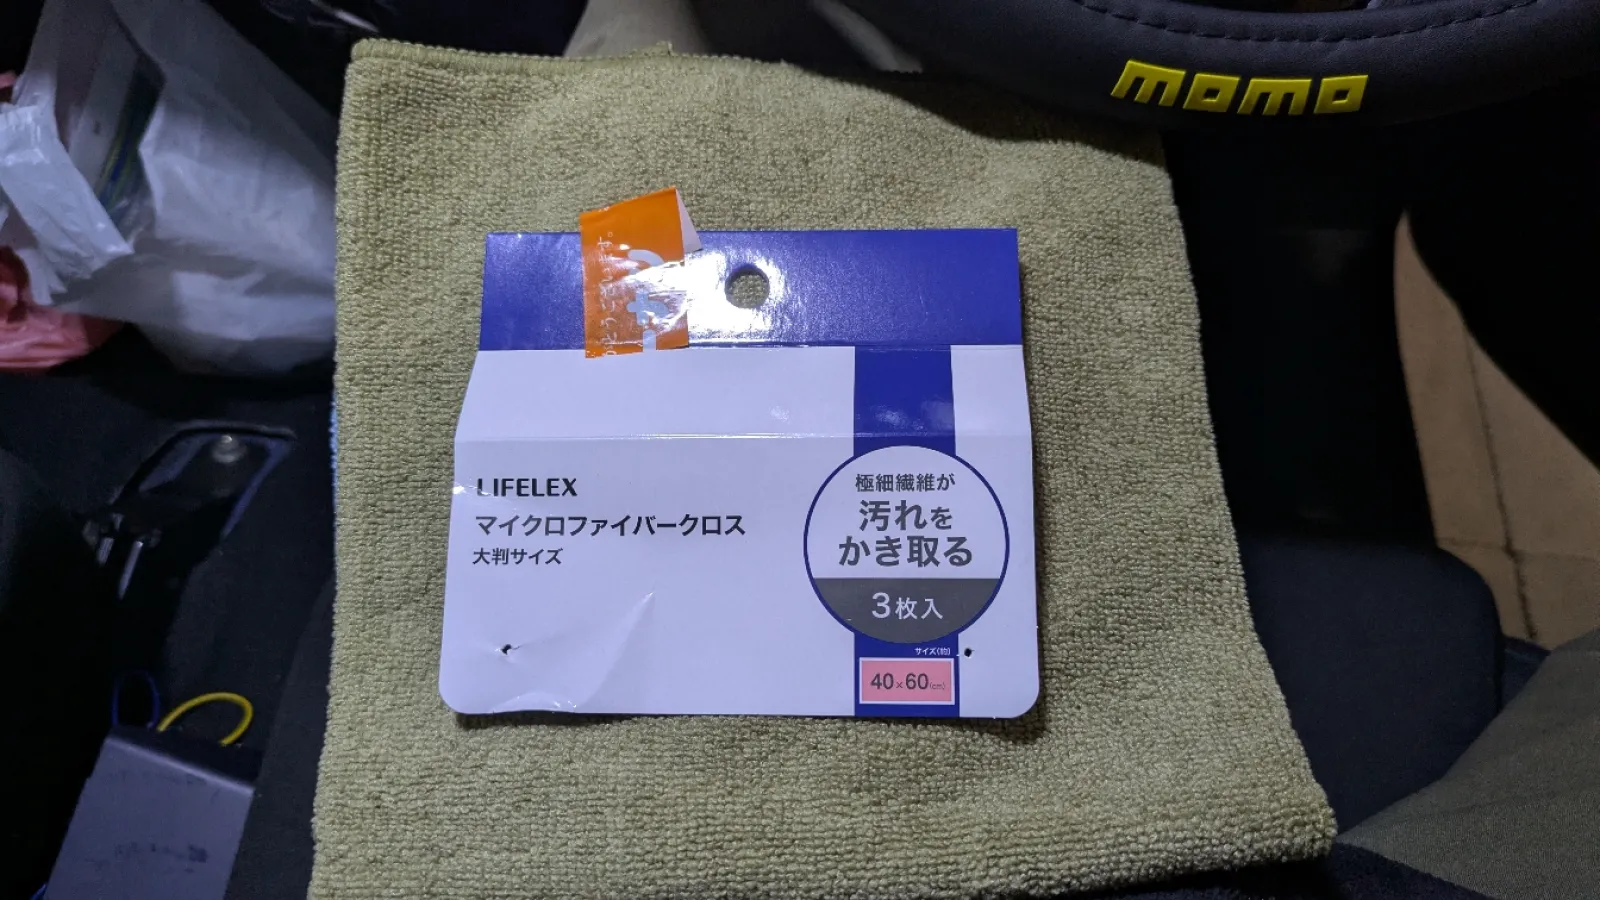 momo
LIFELEX
マイクロファイバークロス
大判サイズ
極細繊維が
汚れを
かき取る
3枚入
サイズ(約)
40×60(cm)